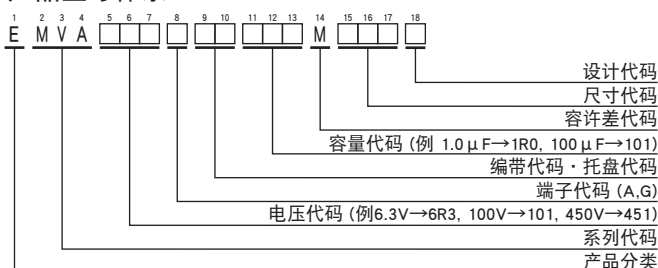 1 2 3 4 5 6 7 8 9 10 11 12 13 14 15 16 17 18
E M V A □□□ □ □□ □□□ M □□□ □
设计代码
尺寸代码
容许差代码
容量代码 (例 1.0μF→1R0, 100μF→101)
编带代码・托盘代码
端子代码 (A,G)
电压代码 (例6.3V→6R3, 100V→101, 450V→451)
系列代码
产品分类